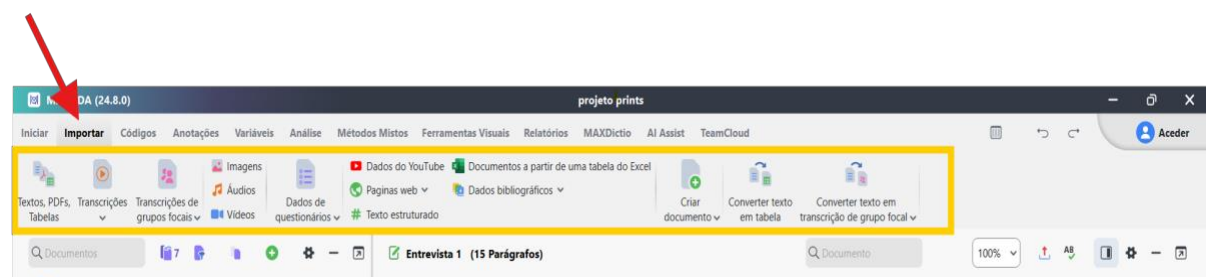 DA (24.8.0) projeto prints
Iniciar Importar Códigos Anotações Variáveis Análise Métodos Mistos Ferramentas Visuais Relatórios MAXDictio AI Assist TeamCloud Aceder
Textos, PDFs, Tabelas
Transcrições
Transcrições de grupos focais
Imagens
Áudios
Vídeos
Dados de questionários
Dados do YouTube
Paginas web
Texto estruturado
Documentos a partir de uma tabela do Excel
Dados bibliográficos
Criar documento
Converter texto em tabela
Converter texto em transcrição de grupo focal
Documentos 7 Entrevista 1 (15 Parágrafos) Documento 100% AB